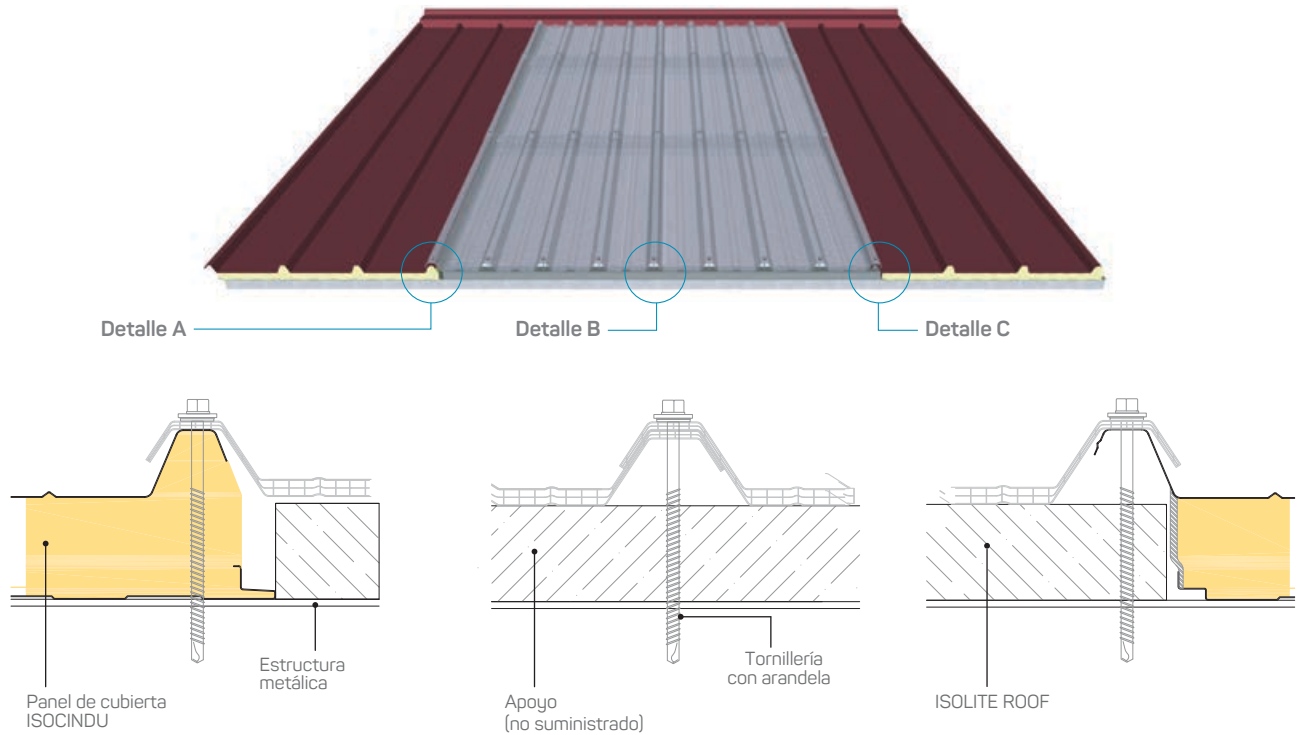 Detalle A
Detalle B
Detalle C
Panel de cubierta
ISOCINDU
Estructura
metálica
Apoyo
(no suministrado)
Tornillería
con arandela
ISOLITE ROOF